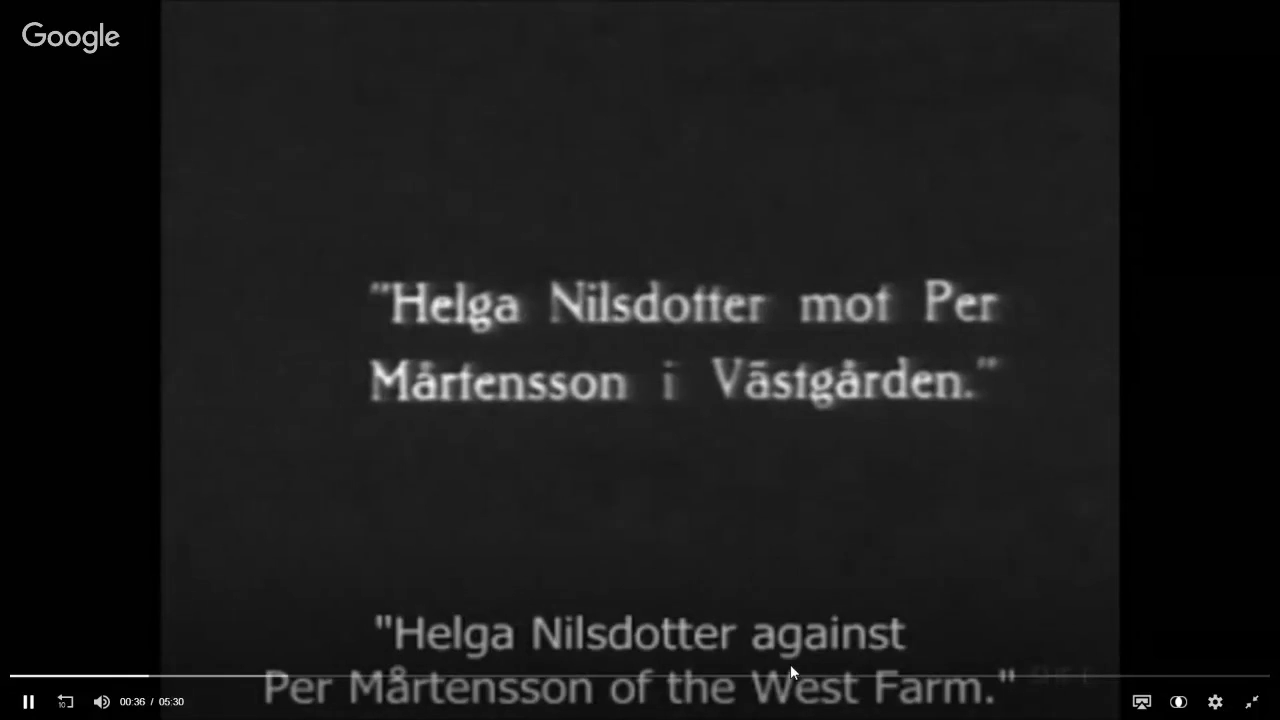 Google
"Helga Nilsdotter mot Per
Mårtensson i Västgården."
"Helga Nilsdotter against
Per Mårtensson of the West Farm."
10
00:36 / 05:30